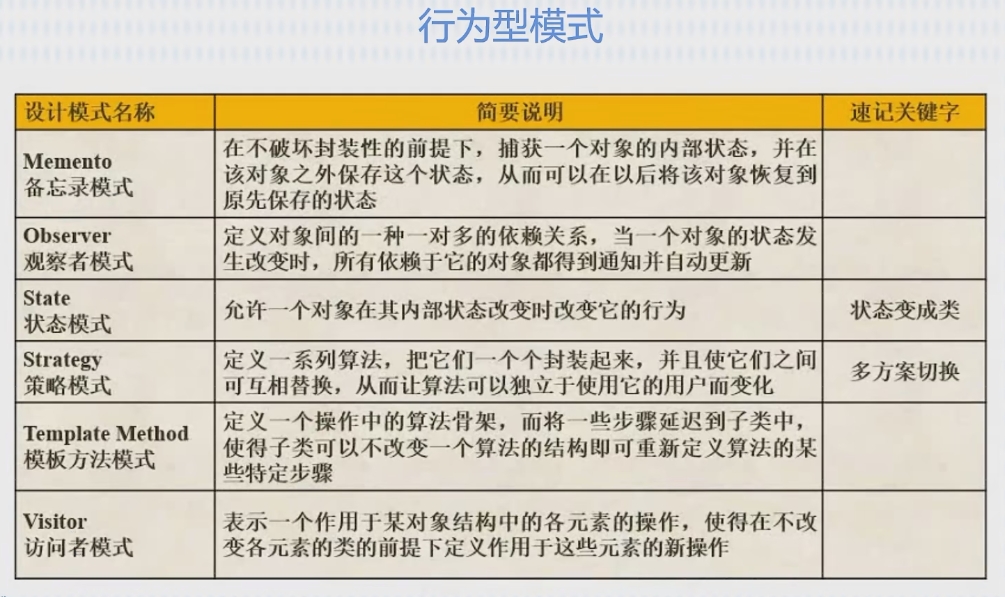 行为型模式
设计模式名称
简要说明
速记关键字
Memento
备忘录模式
在不破坏封装性的前提下，捕获一个对象的内部状态，并在
该对象之外保存这个状态，从而可以在以后将该对象恢复到
原先保存的状态
Observer
观察者模式
定义对象间的一种一对多的依赖关系，当一个对象的状态发
生改变时，所有依赖于它的对象都得到通知并自动更新
State
状态模式
允许一个对象在其内部状态改变时改变它的行为
状态变成类
Strategy
策略模式
定义一系列算法，把它们一个个封装起来，并且使它们之间
可互相替换，从而让算法可以独立于使用它的用户而变化
多方案切换
Template Method
模板方法模式
定义一个操作中的算法骨架，而将一些步骤延迟到子类中，
使得子类可以不改变一个算法的结构即可重新定义算法的某
些特定步骤
Visitor
访问者模式
表示一个作用于某对象结构中的各元素的操作，使得在不改
变各元素的类的前提下定义作用于这些元素的新操作